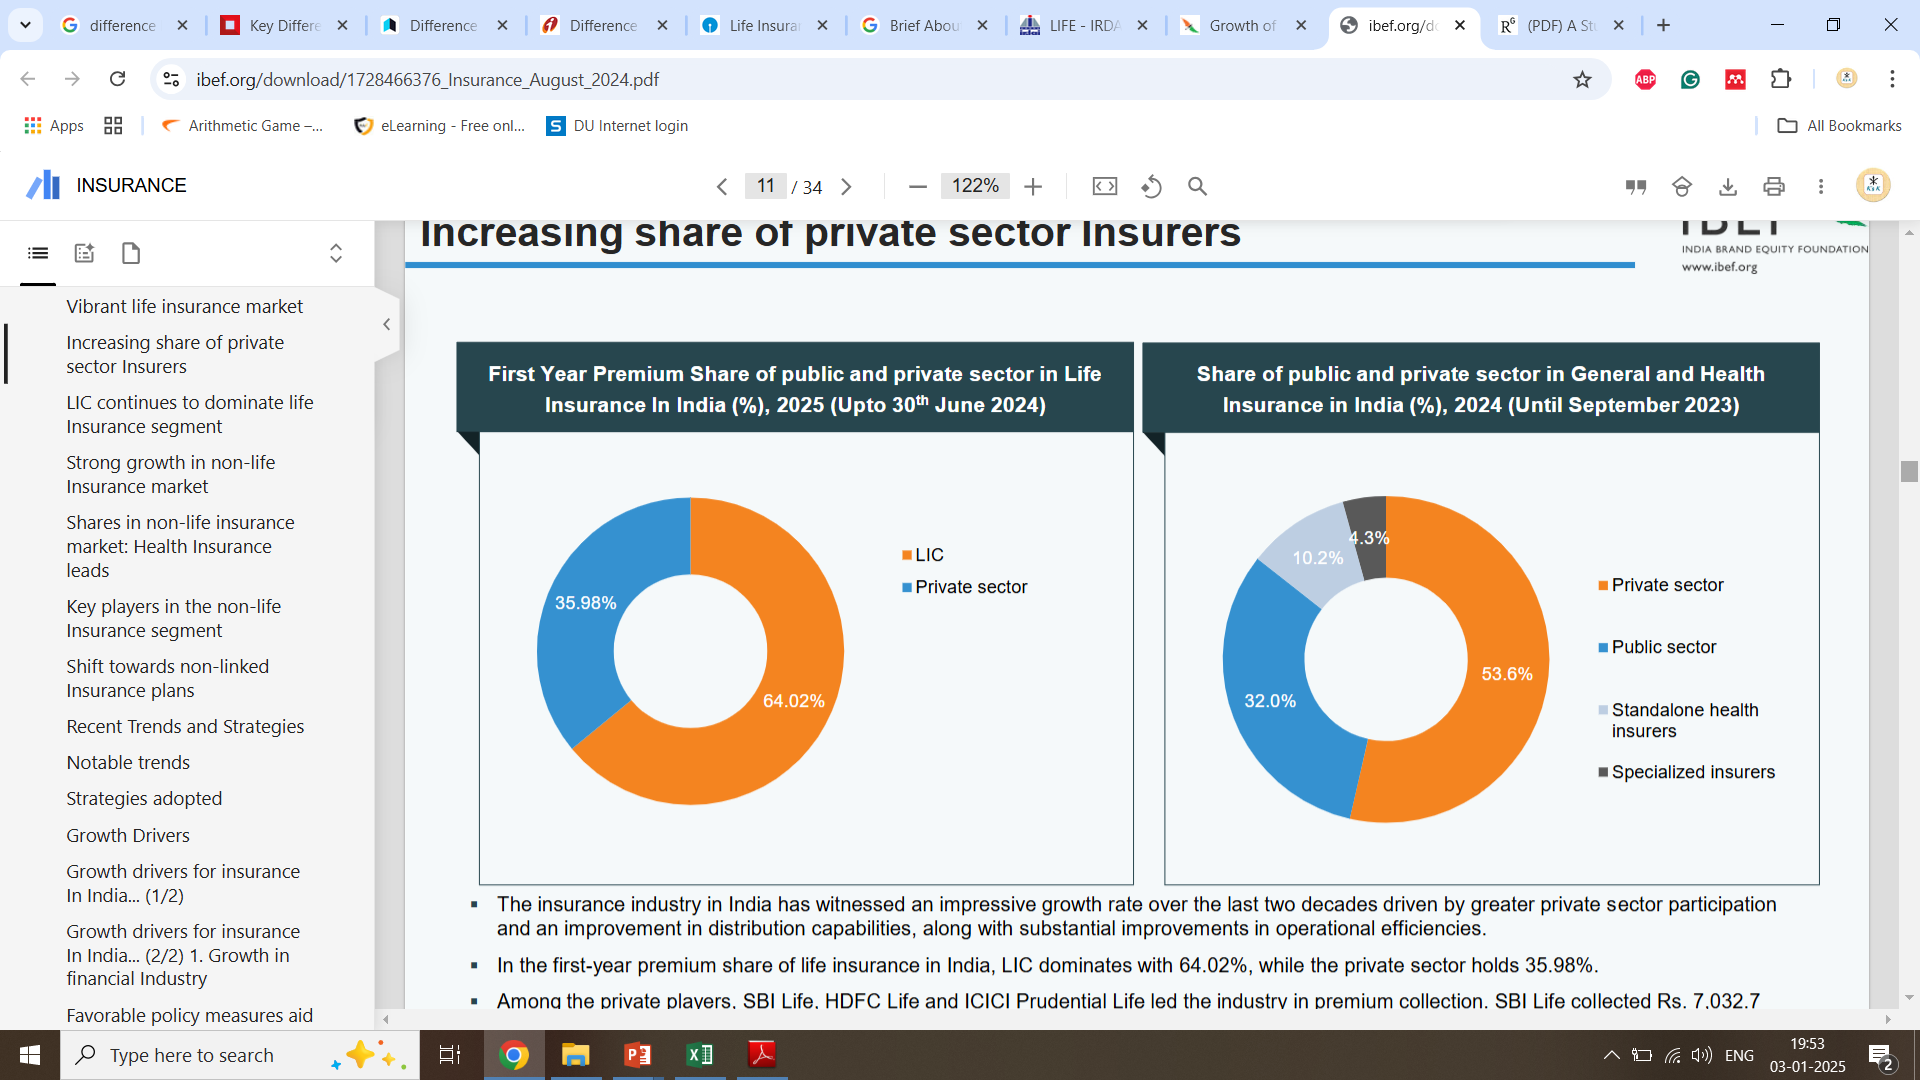 difference
Key Differe
Difference
Difference
Life Insura
Brief Abou
LIFE - IRDA
Growth of
ibef.org/do
(PDF) A St
ibef.org/download/1728466376_Insurance_August_2024.pdf
ABP
Apps
Arithmetic Game –...
eLearning - Free onl...
S
DU Internet login
All Bookmarks
INSURANCE
11 / 34
122%
Increasing share of private sector Insurers
IBEF
INDIA BRAND EQUITY FOUNDATION
www.ibef.org
Vibrant life insurance market
Increasing share of private
sector Insurers
LIC continues to dominate life
Insurance segment
Strong growth in non-life
Insurance market
Shares in non-life insurance
market: Health Insurance
leads
Key players in the non-life
Insurance segment
Shift towards non-linked
Insurance plans
Recent Trends and Strategies
Notable trends
Strategies adopted
Growth Drivers
Growth drivers for insurance
In India... (1/2)
Growth drivers for insurance
In India... (2/2) 1. Growth in
financial Industry
Favorable policy measures aid
First Year Premium Share of public and private sector in Life
Insurance In India (%), 2025 (Upto 30th June 2024)
35.98%
64.02%
LIC
Private sector
Share of public and private sector in General and Health
Insurance in India (%), 2024 (Until September 2023)
4.3%
10.2%
32.0%
53.6%
Private sector
Public sector
Standalone health
insurers
Specialized insurers
The insurance industry in India has witnessed an impressive growth rate over the last two decades driven by greater private sector participation
and an improvement in distribution capabilities, along with substantial improvements in operational efficiencies.
In the first-year premium share of life insurance in India, LIC dominates with 64.02%, while the private sector holds 35.98%.
Among the private players, SBI Life, HDFC Life and ICICI Prudential Life led the industry in premium collection. SBI Life collected Rs. 7,032.7
Type here to search
ENG
19:53
03-01-2025
2